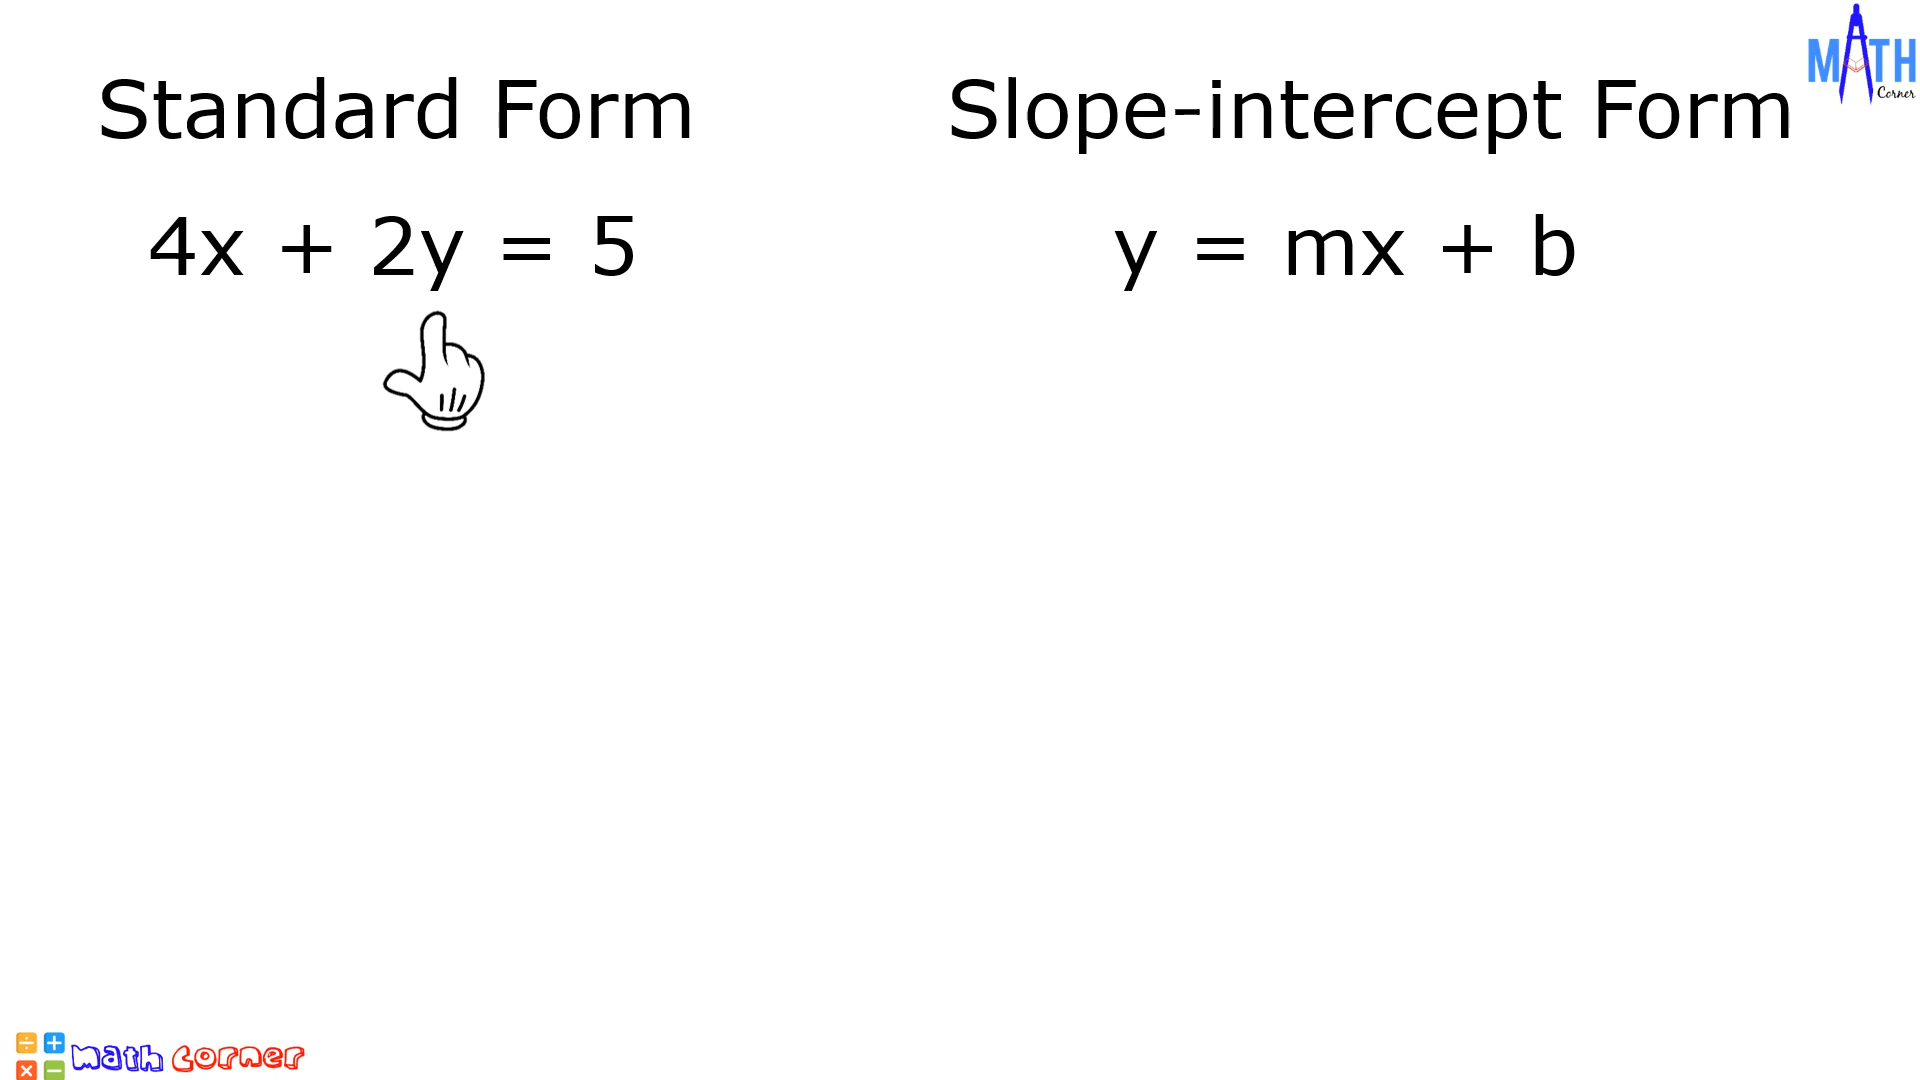 Standard Form
Slope-intercept Form
4x + 2y = 5
y = mx + b
MATH
Corner
÷ +
× −
math corner